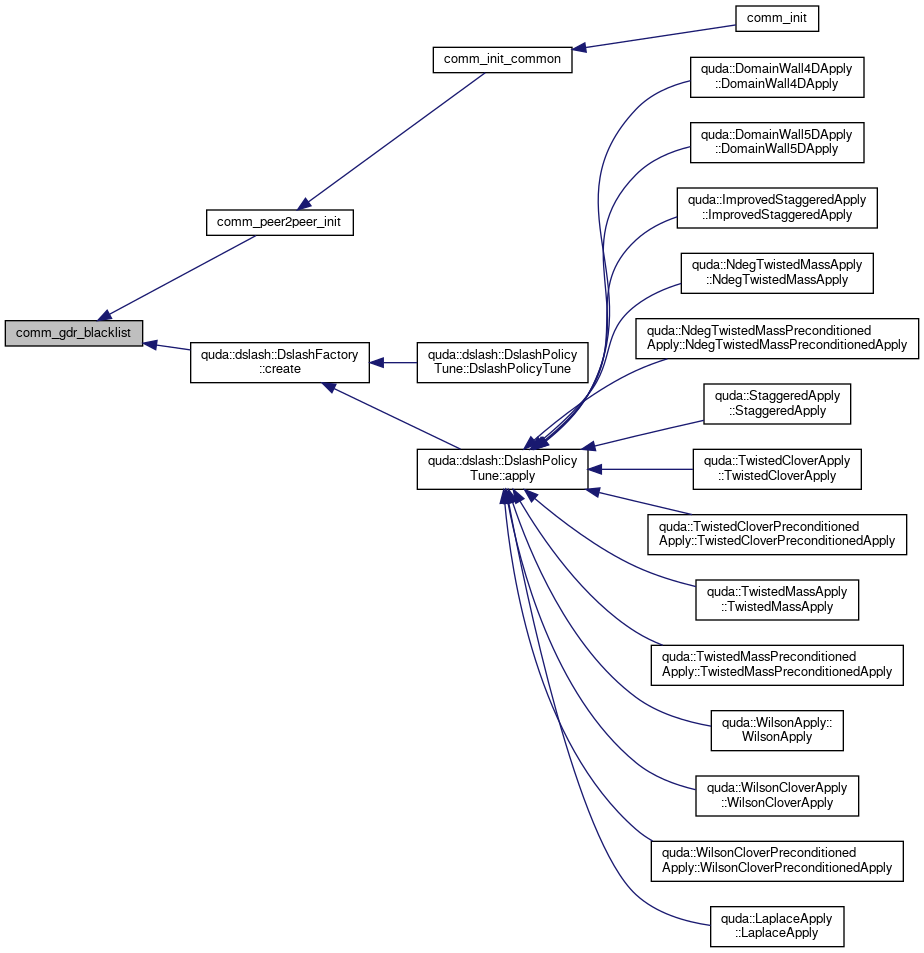 comm_init
comm_init_common
quda::DomainWall4DApply
::DomainWall4DApply
quda::DomainWall5DApply
::DomainWall5DApply
quda::ImprovedStaggeredApply
::ImprovedStaggeredApply
comm_peer2peer_init
quda::NdegTwistedMassApply
::NdegTwistedMassApply
comm_gdr_blacklist
quda::NdegTwistedMassPreconditioned
Apply::NdegTwistedMassPreconditionedApply
quda::dslash::DslashFactory
::create
quda::dslash::DslashPolicy
Tune::DslashPolicyTune
quda::StaggeredApply
::StaggeredApply
quda::dslash::DslashPolicy
Tune::apply
quda::TwistedCloverApply
::TwistedCloverApply
quda::TwistedCloverPreconditioned
Apply::TwistedCloverPreconditionedApply
quda::TwistedMassApply
::TwistedMassApply
quda::TwistedMassPreconditioned
Apply::TwistedMassPreconditionedApply
quda::WilsonApply::
WilsonApply
quda::WilsonCloverApply
::WilsonCloverApply
quda::WilsonCloverPreconditioned
Apply::WilsonCloverPreconditionedApply
quda::LaplaceApply
::LaplaceApply